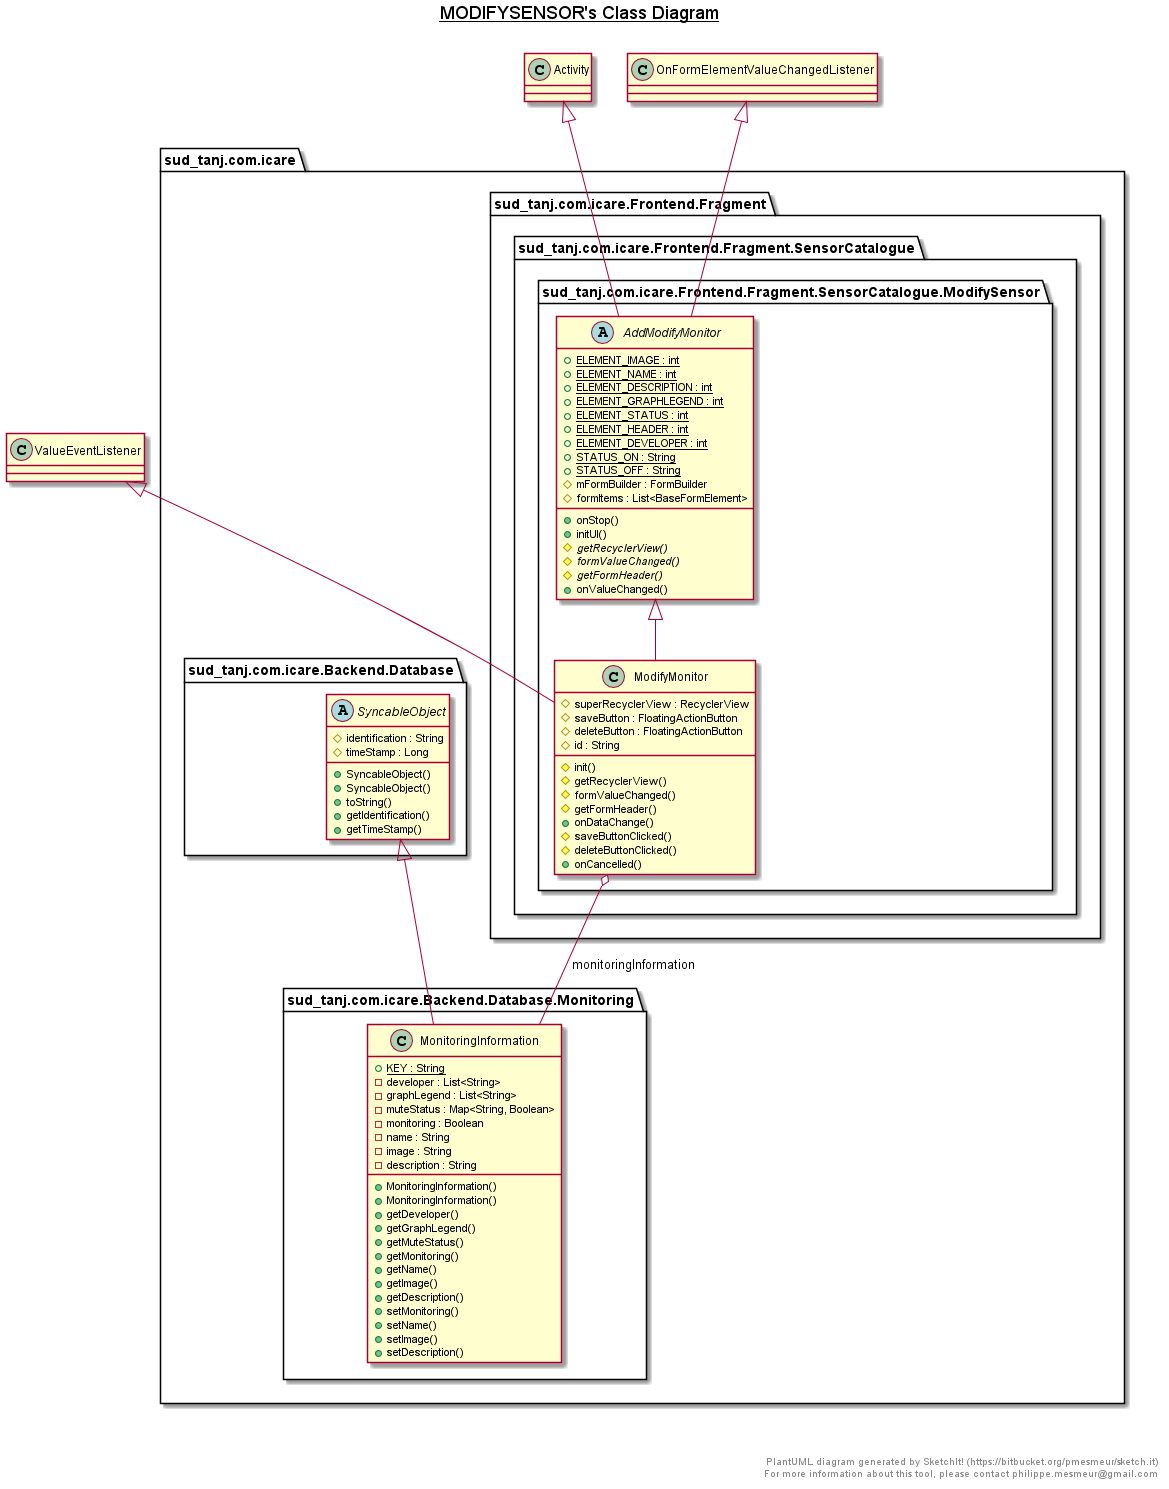 MODIFYSENSOR's Class Diagram
C Activity
C OnFormElementValueChangedListener
sud_tanj.com.icare
sud_tanj.com.icare.Frontend.Fragment
sud_tanj.com.icare.Frontend.Fragment.SensorCatalogue
sud_tanj.com.icare.Frontend.Fragment.SensorCatalogue.ModifySensor
A AddModifyMonitor
ELEMENT_IMAGE : int
ELEMENT_NAME : int
ELEMENT_DESCRIPTION : int
ELEMENT_GRAPHLEGEND : int
ELEMENT_STATUS : int
ELEMENT_HEADER : int
ELEMENT_DEVELOPER : int
STATUS_ON : String
STATUS_OFF : String
mFormBuilder : FormBuilder
formItems : List<BaseFormElement>
onStop()
initUI()
getRecyclerView()
formValueChanged()
getFormHeader()
onValueChanged()
C ValueEventListener
C ModifyMonitor
superRecyclerView : RecyclerView
saveButton : FloatingActionButton
deleteButton : FloatingActionButton
id : String
init()
getRecyclerView()
formValueChanged()
getFormHeader()
onDataChange()
saveButtonClicked()
deleteButtonClicked()
onCancelled()
sud_tanj.com.icare.Backend.Database
A SyncableObject
identification : String
timeStamp : Long
SyncableObject()
SyncableObject()
toString()
getIdentification()
getTimeStamp()
monitoringInformation
sud_tanj.com.icare.Backend.Database.Monitoring
C MonitoringInformation
KEY : String
developer : List<String>
graphLegend : List<String>
muteStatus : Map<String, Boolean>
monitoring : Boolean
name : String
image : String
description : String
MonitoringInformation()
MonitoringInformation()
getDeveloper()
getGraphLegend()
getMuteStatus()
getMonitoring()
getName()
getImage()
getDescription()
setMonitoring()
setName()
setImage()
setDescription()
PlantUML diagram generated by SketchIt! (https://bitbucket.org/pmesmeur/sketch.it)
For more information about this tool, please contact philippe.mesmeur@gmail.com